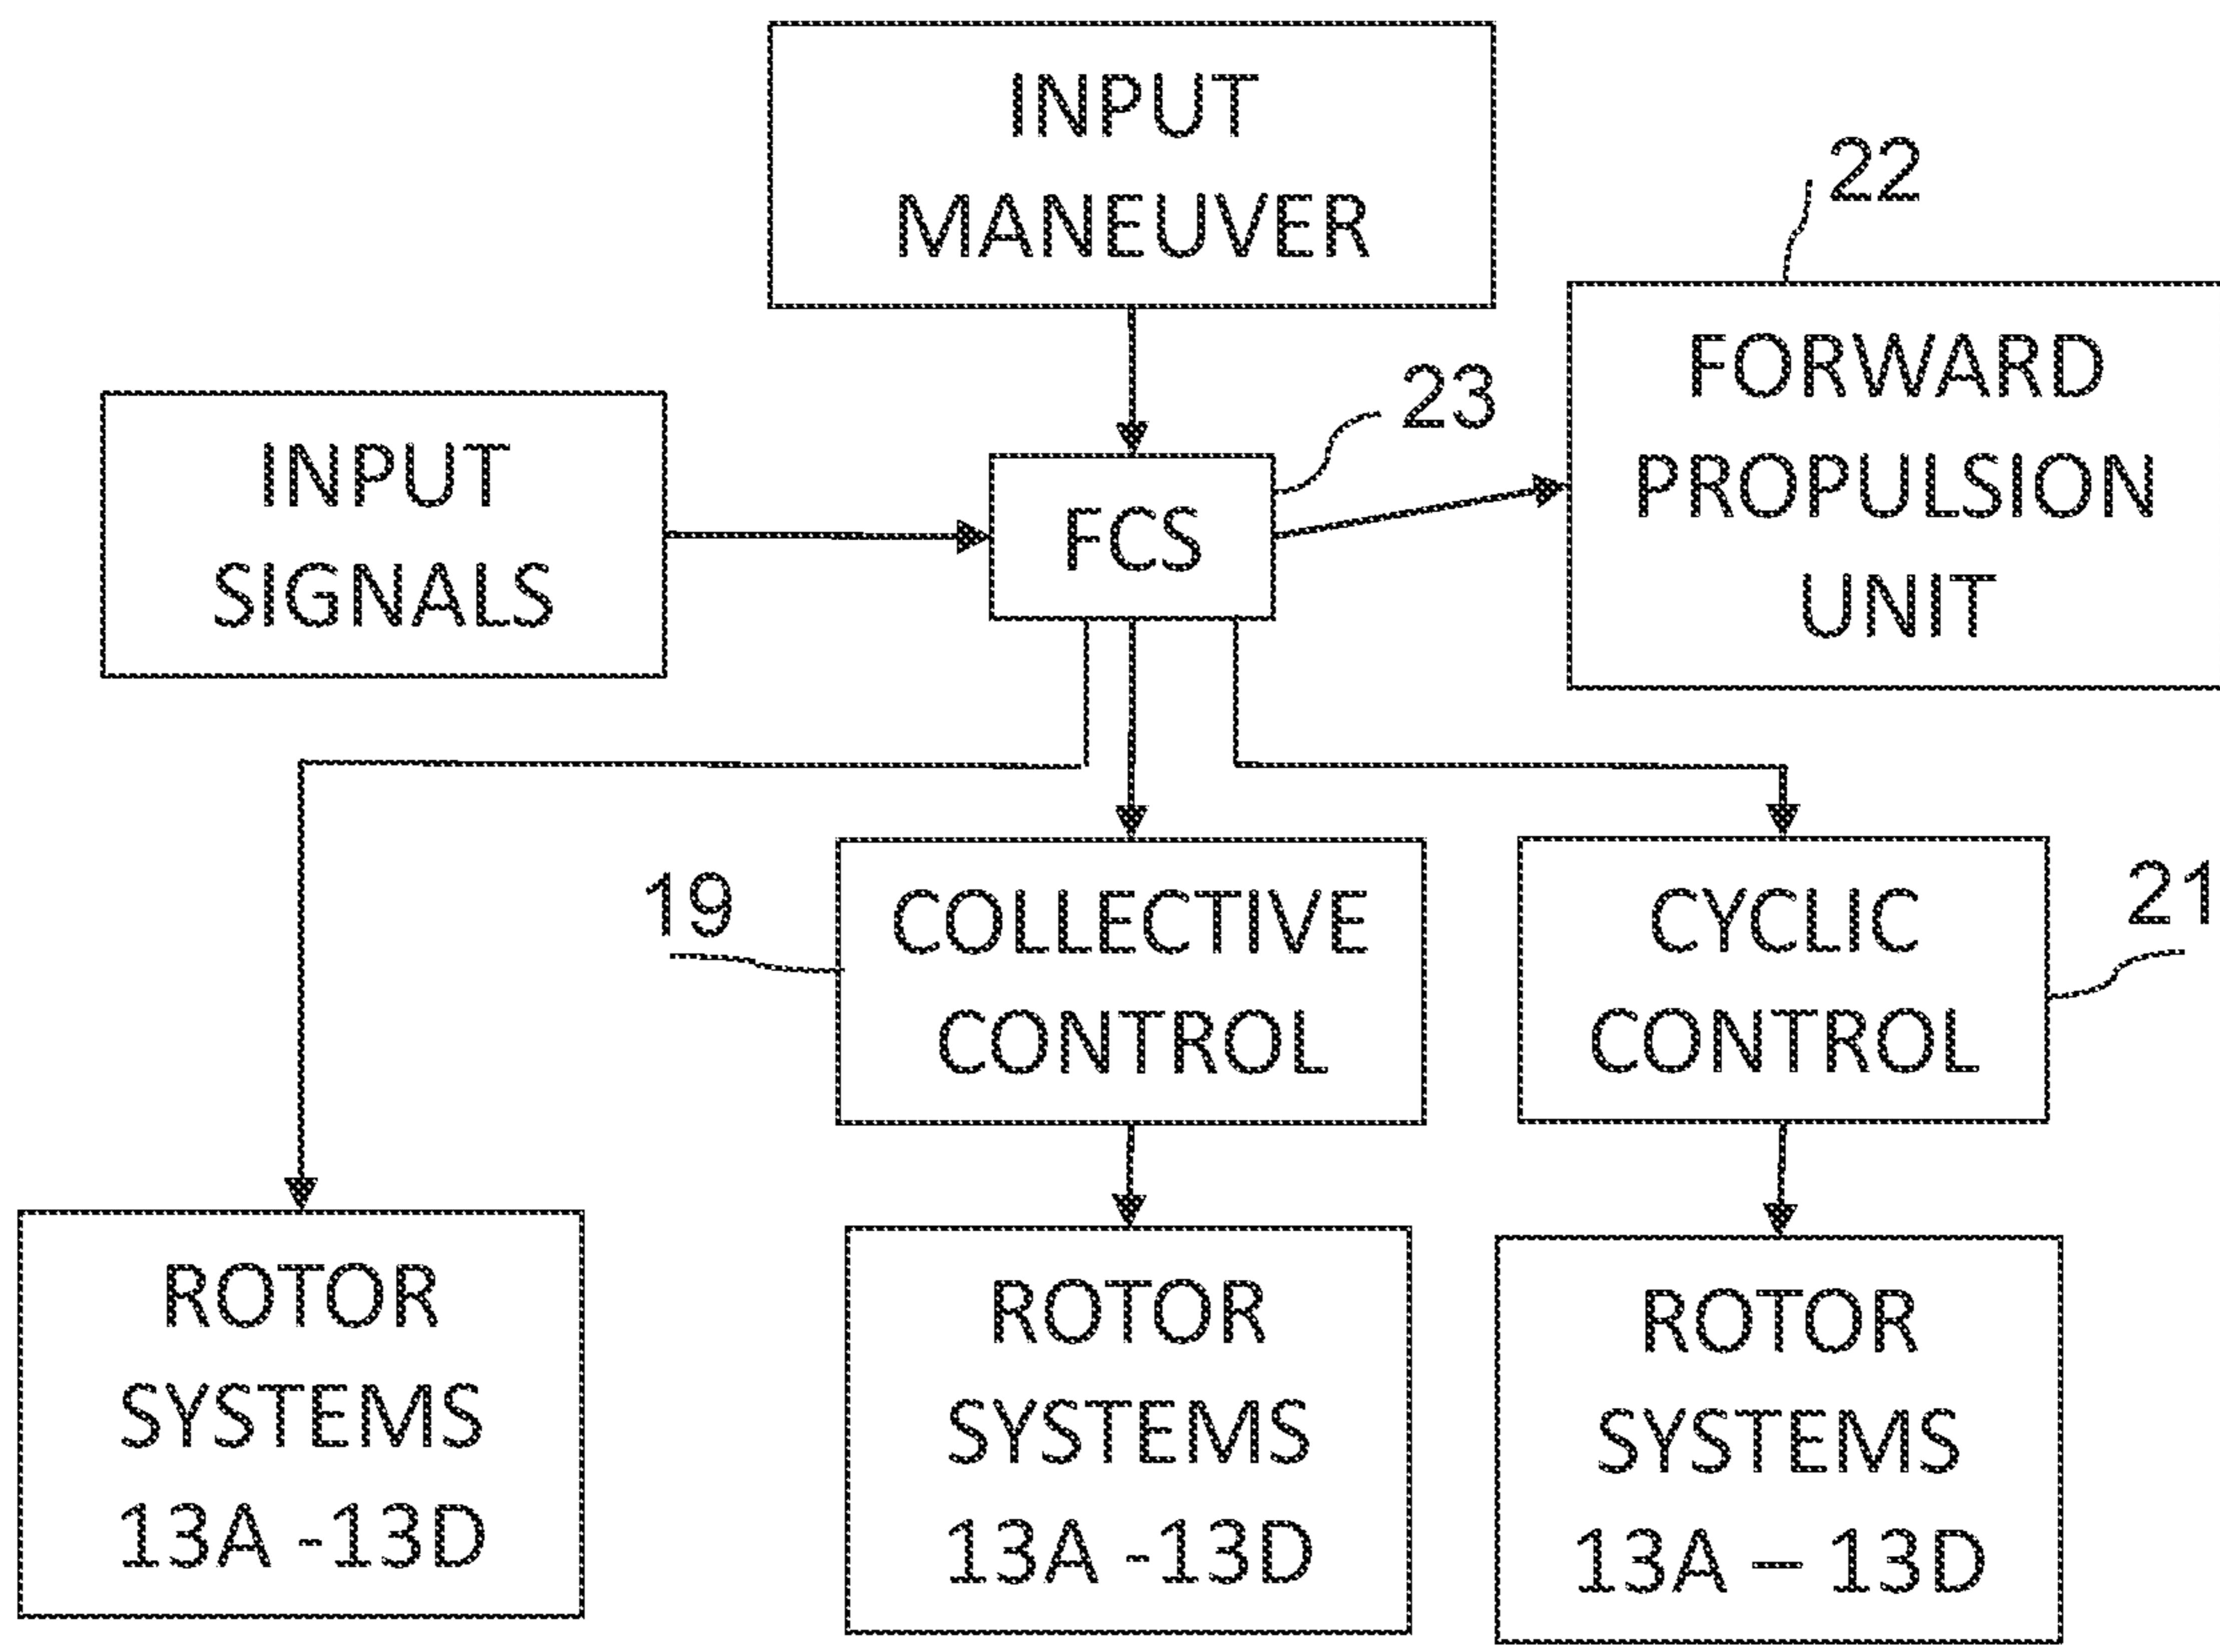 INPUT
MANEUVER
22
FORWARD
PROPULSION
UNIT
23
INPUT
SIGNALS
FCS
19
COLLECTIVE
CONTROL
CYCLIC
CONTROL
21
ROTOR
SYSTEMS
13A -13D
ROTOR
SYSTEMS
13A -13D
ROTOR
SYSTEMS
13A – 13D